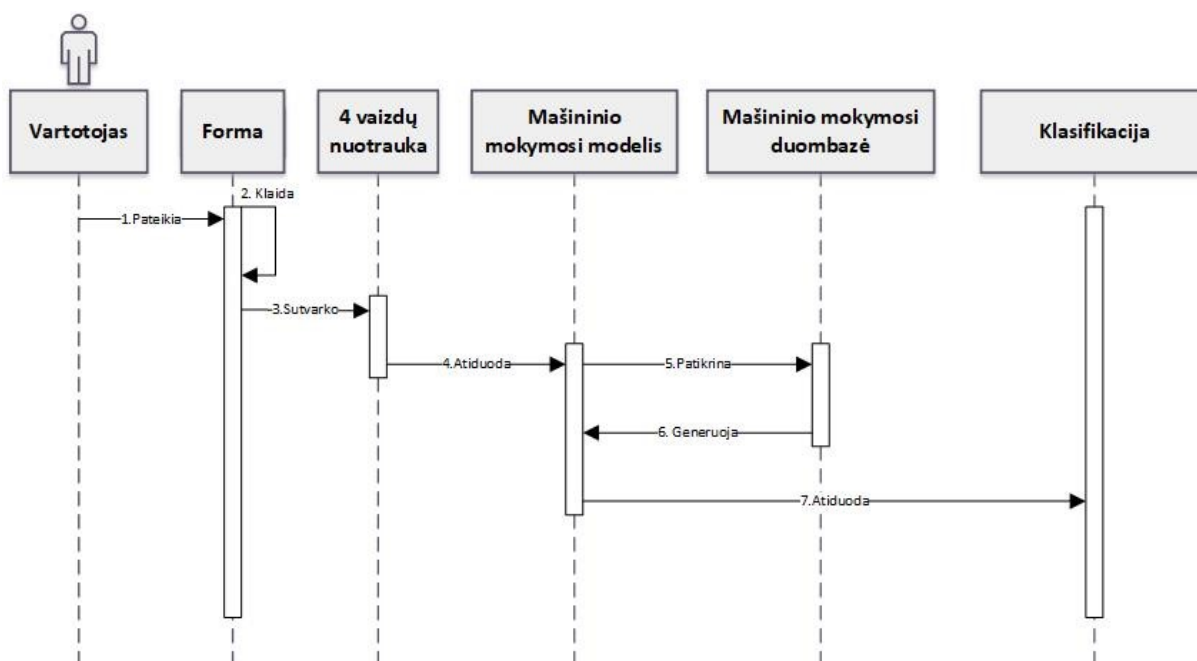 Vartotojas
Forma
4 vaizdų
nuotrauka
Mašininio
mokymosi modelis
Mašininio mokymosi
duombazė
Klasifikacija
2. Klaida
1.Pateikia
3.Sutvarko
4.Atiduoda
5.Patikrina
6. Generuoja
7.Atiduoda